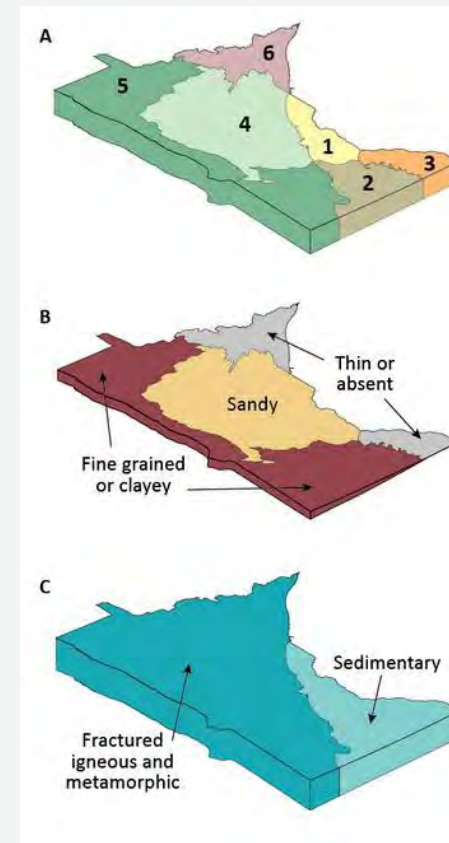 A
6
5
4
1
3
2
B
Thin or
absent
Sandy
Fine grained
or clayey
C
Sedimentary
Fractured
igneous and
metamorphic